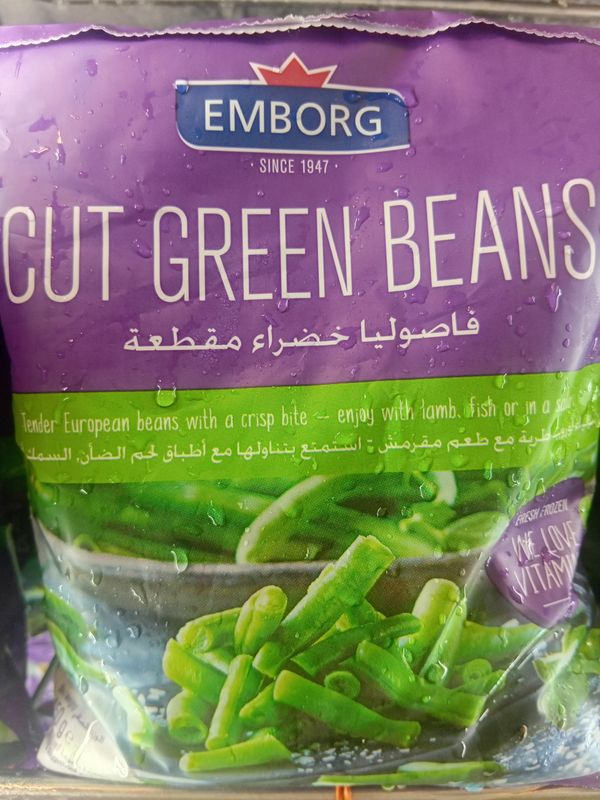 EMBORG
· SINCE 1947 ·
CUT GREEN BEANS
فاصوليا خضراء مقطعة
Tender European beans with a crisp bite – enjoy with lamb, fish or in a
مع طعم مقرمش - استمتع بتناولها مع أطباق لحم الضأن، السمك
FRESH FROZEN
WE LOVE